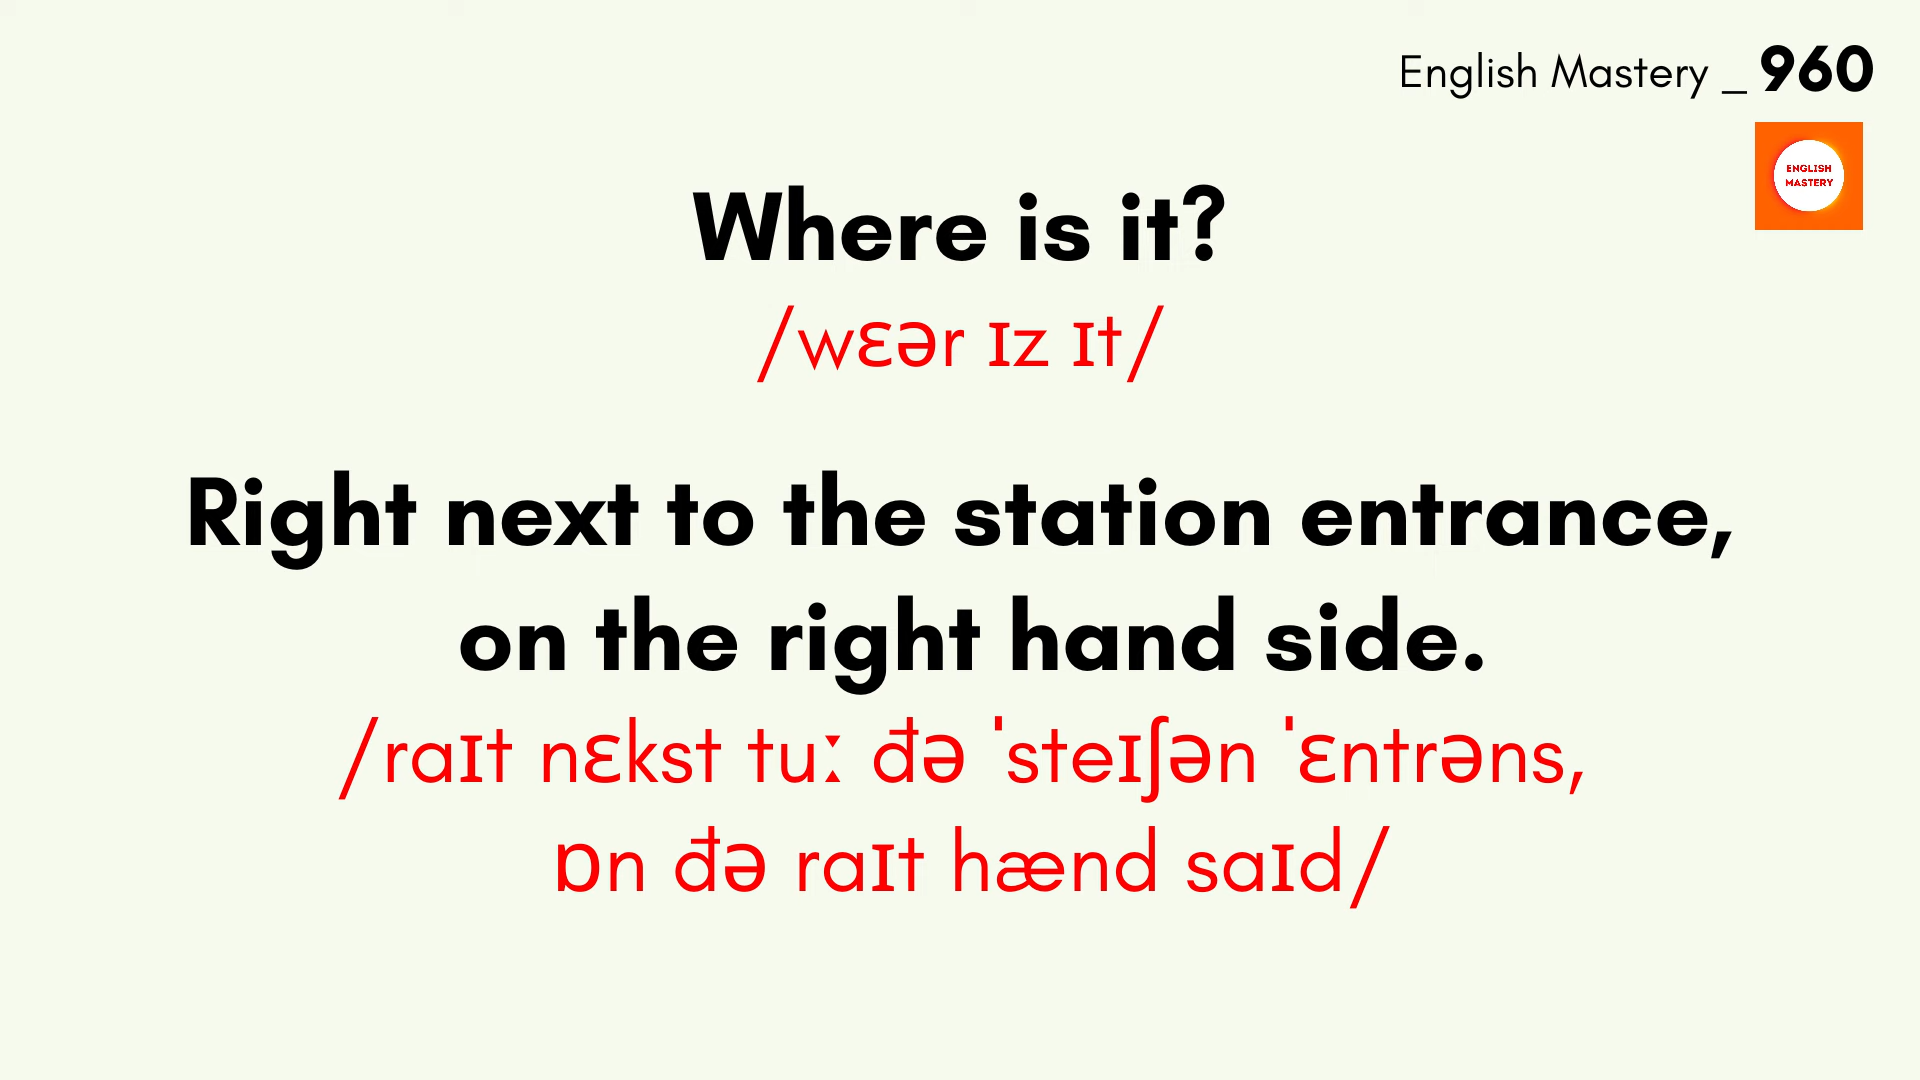 English Mastery _ 960
ENGLISH
MASTERY
Where is it?
/wɛər ɪz ɪt/
Right next to the station entrance,
on the right hand side.
/raɪt nɛkst tuː đə ˈsteɪʃən ˈɛntrəns,
ɒn đə raɪt hænd saɪd/